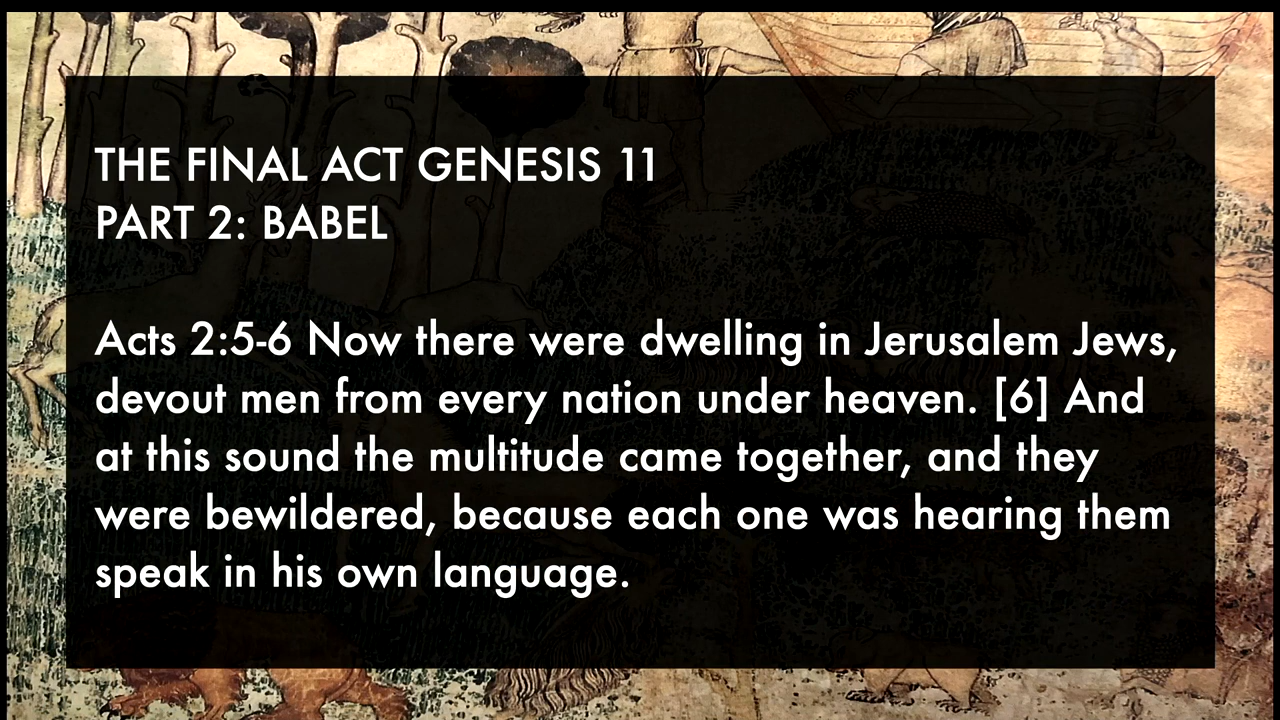 THE FINAL ACT GENESIS 11
PART 2: BABEL
Acts 2:5-6 Now there were dwelling in Jerusalem Jews,
devout men from every nation under heaven. [6] And
at this sound the multitude came together, and they
were bewildered, because each one was hearing them
speak in his own language.